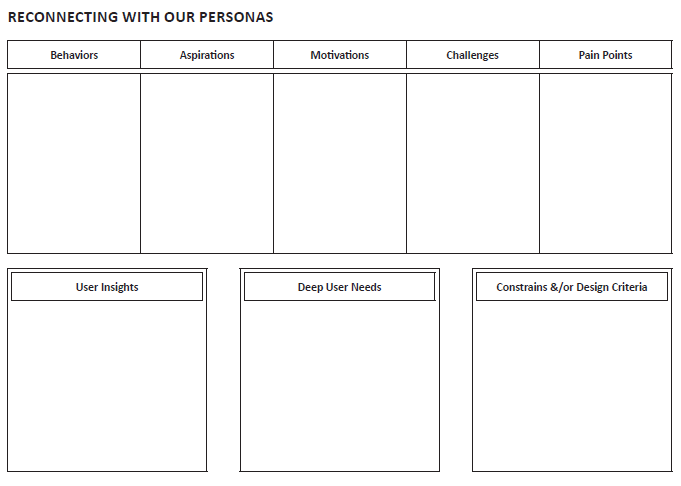 RECONNECTING WITH OUR PERSONAS
Behaviors
Aspirations
Motivations
Challenges
Pain Points
User Insights
Deep User Needs
Constrains &/or Design Criteria